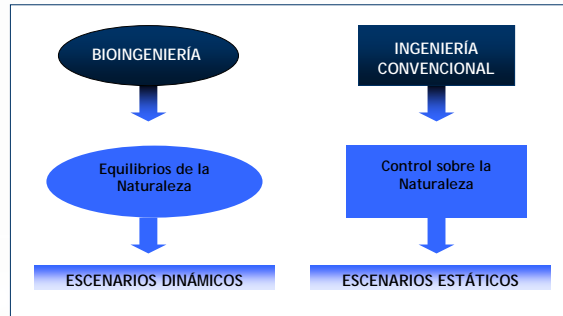 BIOINGENIERÍA
Equilibrios de la
Naturaleza
ESCENARIOS DINÁMICOS
INGENIERÍA
CONVENCIONAL
Control sobre la
Naturaleza
ESCENARIOS ESTÁTICOS